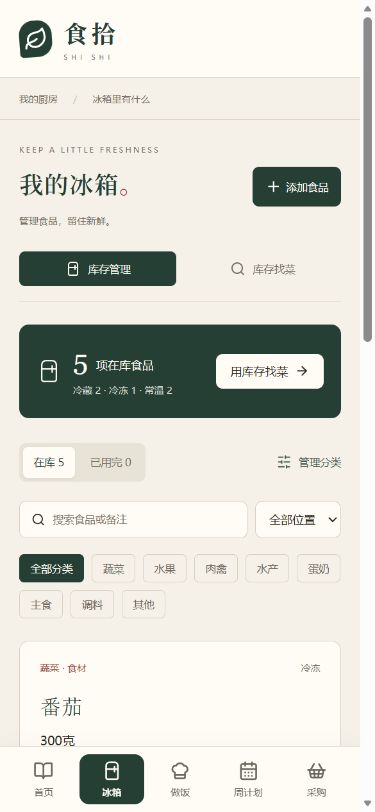 食拾
SHI SHI
我的厨房 / 冰箱里有什么
KEEP A LITTLE FRESHNESS
我的冰箱。
添加食品
管理食品，留住新鲜。
库存管理 库存找菜
5 项在库食品
冷藏 2 · 冷冻 1 · 常温 2
用库存找菜
在库 5 已用完 0 管理分类
搜索食品或备注 全部位置
全部分类 蔬菜 水果 肉禽 水产 蛋奶
主食 调料 其他
蔬菜 · 食材 冷冻
番茄
300克
首页 冰箱 做饭 周计划 采购